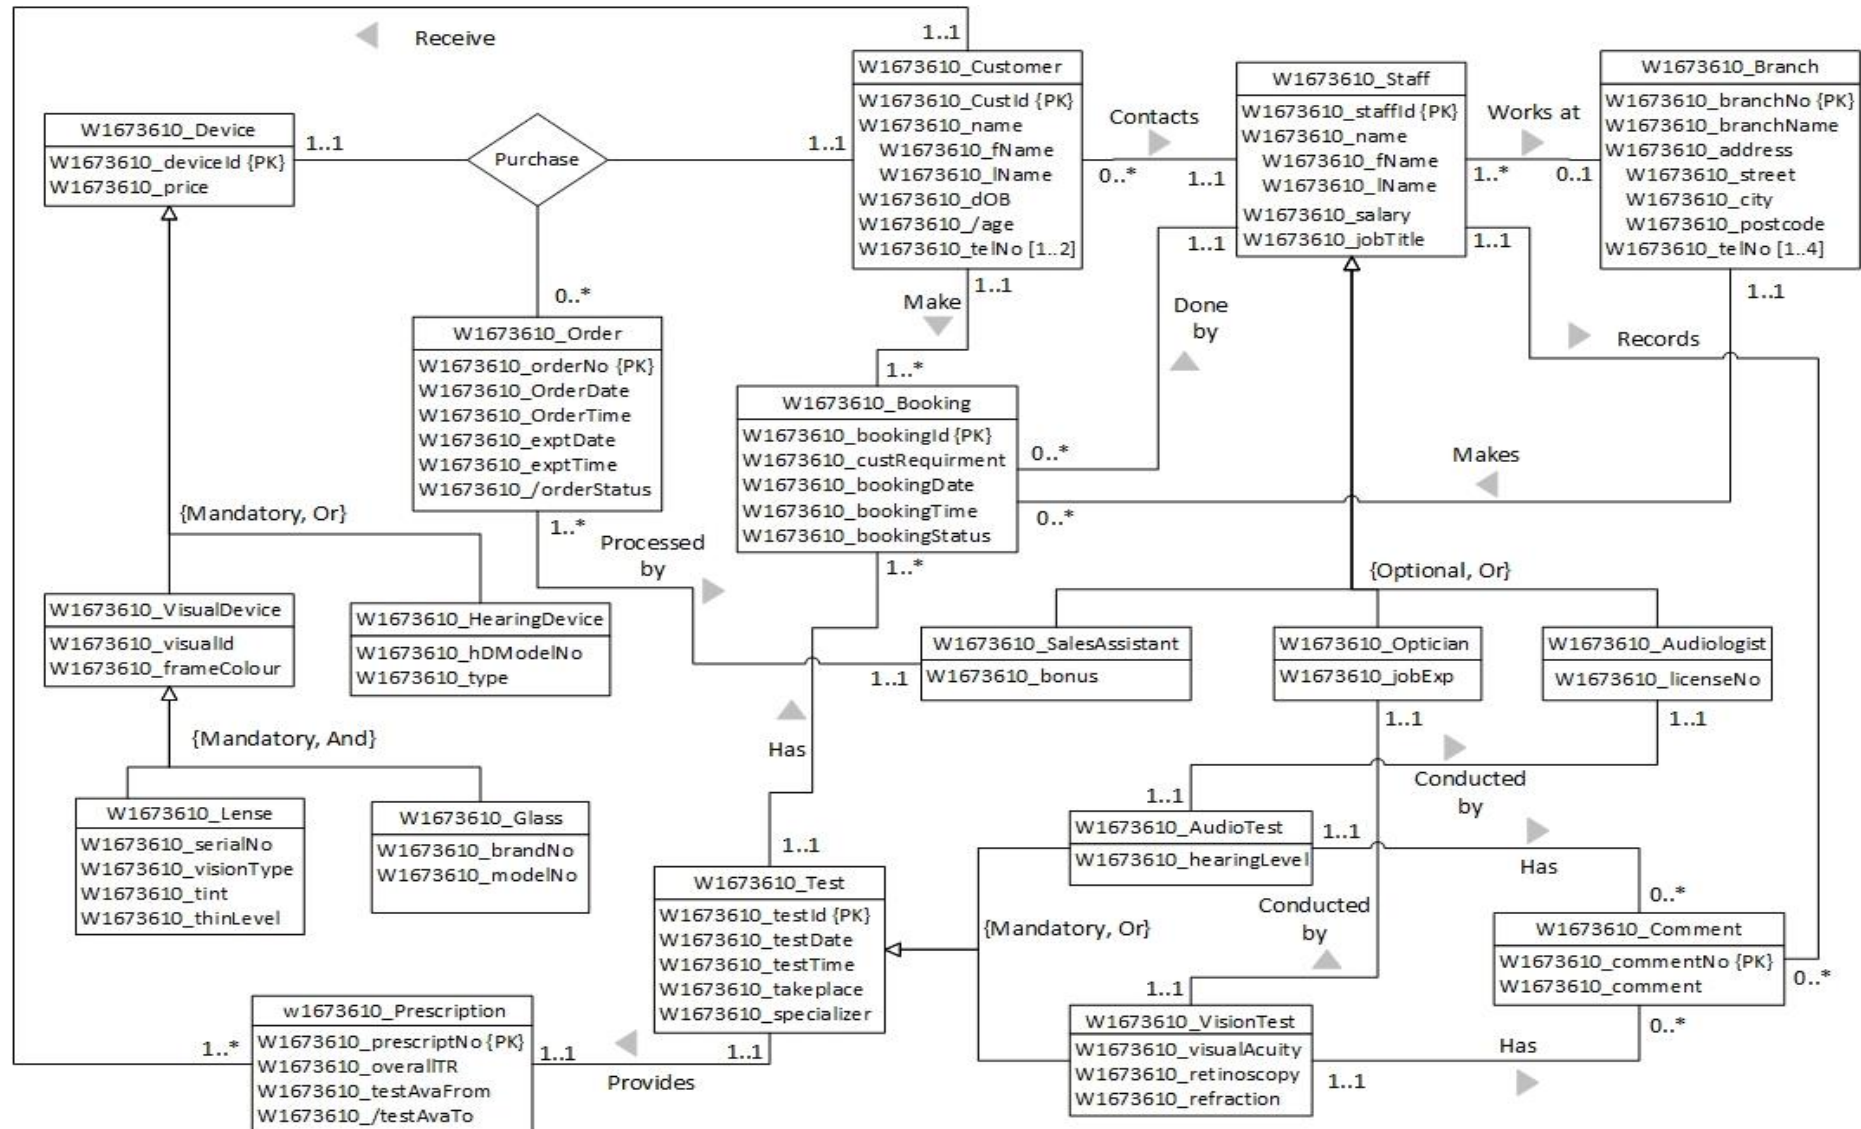 Receive
1..1
W1673610_Customer
W1673610_CustId {PK}
W1673610_name
W1673610_fName
W1673610_lName
W1673610_dOB
W1673610_/age
W1673610_telNo [1..2]
Contacts
0..*
1..1
W1673610_Staff
W1673610_staffId {PK}
W1673610_name
W1673610_fName
W1673610_lName
W1673610_salary
W1673610_jobTitle
Works at
1..*
0..1
W1673610_Branch
W1673610_branchNo {PK}
W1673610_branchName
W1673610_address
W1673610_street
W1673610_city
W1673610_postcode
W1673610_telNo [1..4]
W1673610_Device
W1673610_deviceId {PK}
W1673610_price
1..1
Purchase
1..1
0..*
W1673610_Order
W1673610_orderNo {PK}
W1673610_OrderDate
W1673610_OrderTime
W1673610_exptDate
W1673610_exptTime
W1673610_/orderStatus
1..*
Processed
by
1..1
Make
1..1
1..*
W1673610_Booking
W1673610_bookingId {PK}
W1673610_custRequirment
W1673610_bookingDate
W1673610_bookingTime
W1673610_bookingStatus
1..*
1..1
Done
by
0..*
1..1
Records
1..1
Makes
0..*
{Mandatory, Or}
W1673610_VisualDevice
W1673610_visualId
W1673610_frameColour
W1673610_HearingDevice
W1673610_hDModelNo
W1673610_type
{Mandatory, And}
W1673610_Lense
W1673610_serialNo
W1673610_visionType
W1673610_tint
W1673610_thinLevel
W1673610_Glass
W1673610_brandNo
W1673610_modelNo
{Optional, Or}
W1673610_SalesAssistant
W1673610_bonus
W1673610_Optician
W1673610_jobExp
1..1
W1673610_Audiologist
W1673610_licenseNo
1..1
Has
1..1
Conducted
by
1..1
W1673610_AudioTest
W1673610_hearingLevel
1..1
Has
0..*
W1673610_Test
W1673610_testId {PK}
W1673610_testDate
W1673610_testTime
W1673610_takeplace
W1673610_specializer
{Mandatory, Or}
Conducted
by
1..1
W1673610_VisionTest
W1673610_visualAcuity
W1673610_retinoscopy
W1673610_refraction
W1673610_Comment
W1673610_commentNo {PK}
W1673610_comment
0..*
0..*
Has
1..1
w1673610_Prescription
W1673610_prescriptNo {PK}
W1673610_overallTR
W1673610_testAvaFrom
W1673610_/testAvaTo
1..*
1..1
1..1
Provides